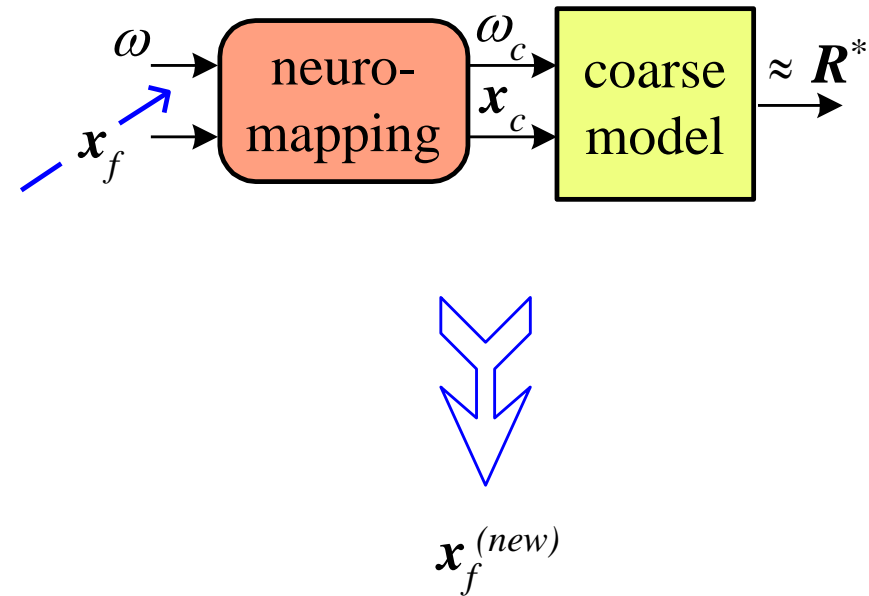 ω
neuro-
mapping
ω_c
x_c
coarse
model
≈ R*
x_f
x_f^(new)